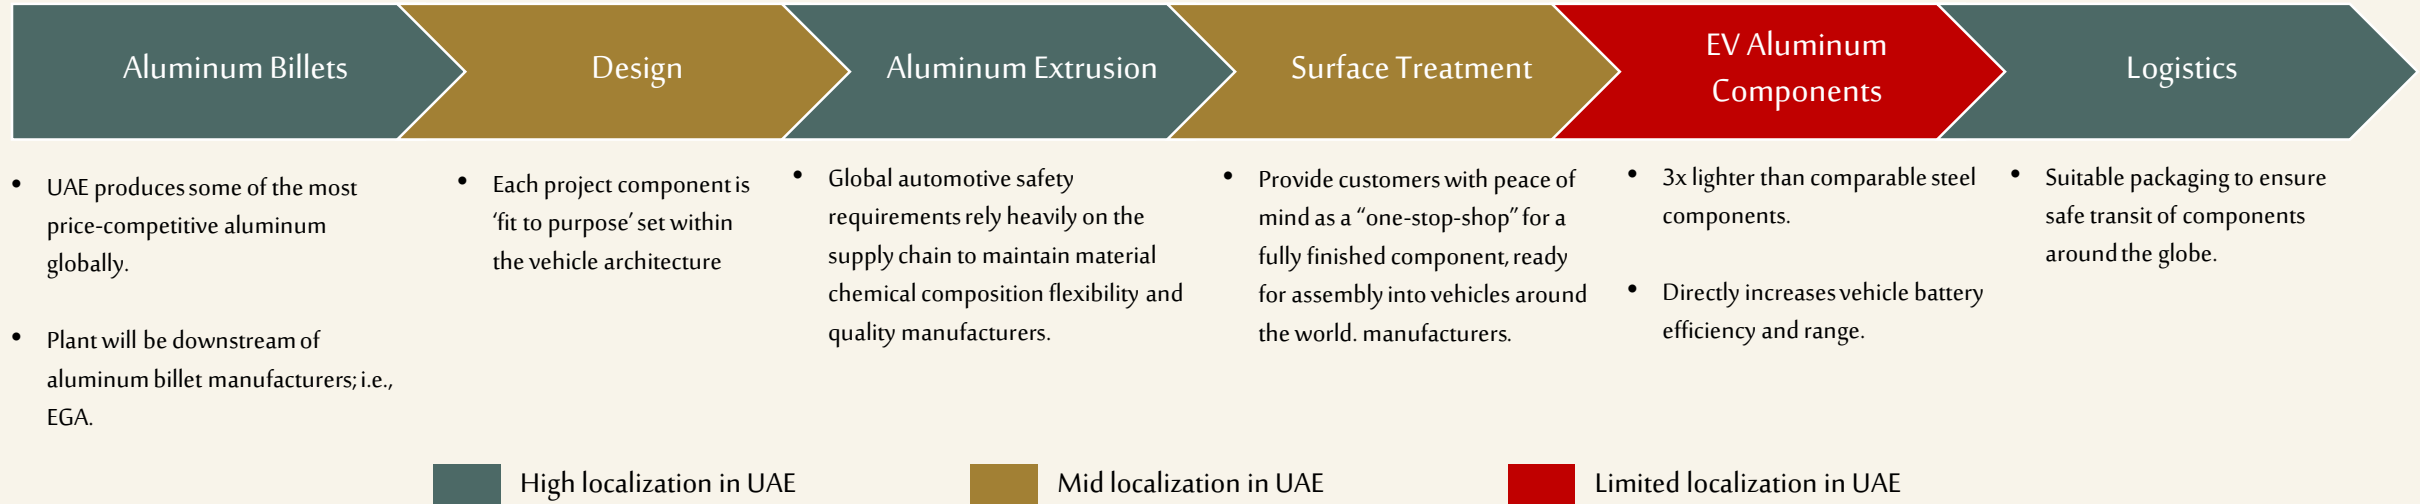 Aluminum Billets
Design
Aluminum Extrusion
Surface Treatment
EV Aluminum
Components
Logistics
• UAE produces some of the most
price-competitive aluminum
globally.
• Plant will be downstream of
aluminum billet manufacturers; i.e.,
EGA.
• Each project component is
‘fit to purpose’ set within
the vehicle architecture
• Global automotive safety
requirements rely heavily on the
supply chain to maintain material
chemical composition flexibility and
quality manufacturers.
• Provide customers with peace of
mind as a “one-stop-shop” for a
fully finished component, ready
for assembly into vehicles around
the world. manufacturers.
• 3x lighter than comparable steel
components.
• Directly increases vehicle battery
efficiency and range.
• Suitable packaging to ensure
safe transit of components
around the globe.
High localization in UAE
Mid localization in UAE
Limited localization in UAE